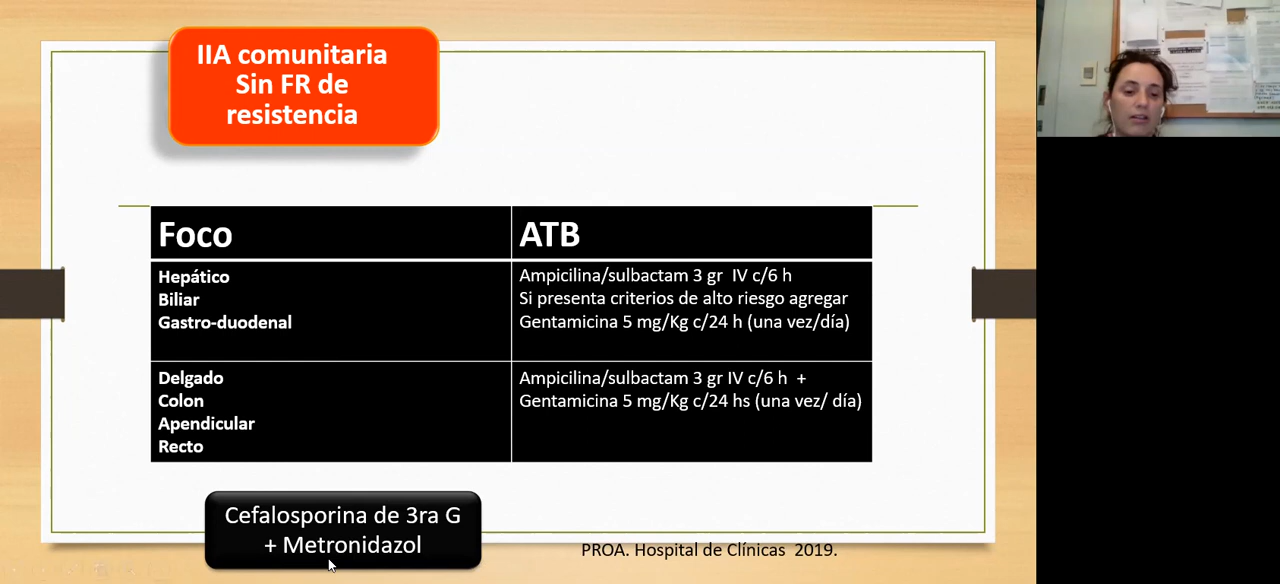 IIA comunitaria
Sin FR de
resistencia
Foco
ATB
Hepático
Biliar
Gastro-duodenal
Ampicilina/sulbactam 3 gr IV c/6 h
Si presenta criterios de alto riesgo agregar
Gentamicina 5 mg/Kg c/24 h (una vez/día)
Delgado
Colon
Apendicular
Recto
Ampicilina/sulbactam 3 gr IV c/6 h +
Gentamicina 5 mg/Kg c/24 hs (una vez/ día)
Cefalosporina de 3ra G
+ Metronidazol
PROA. Hospital de Clínicas 2019.